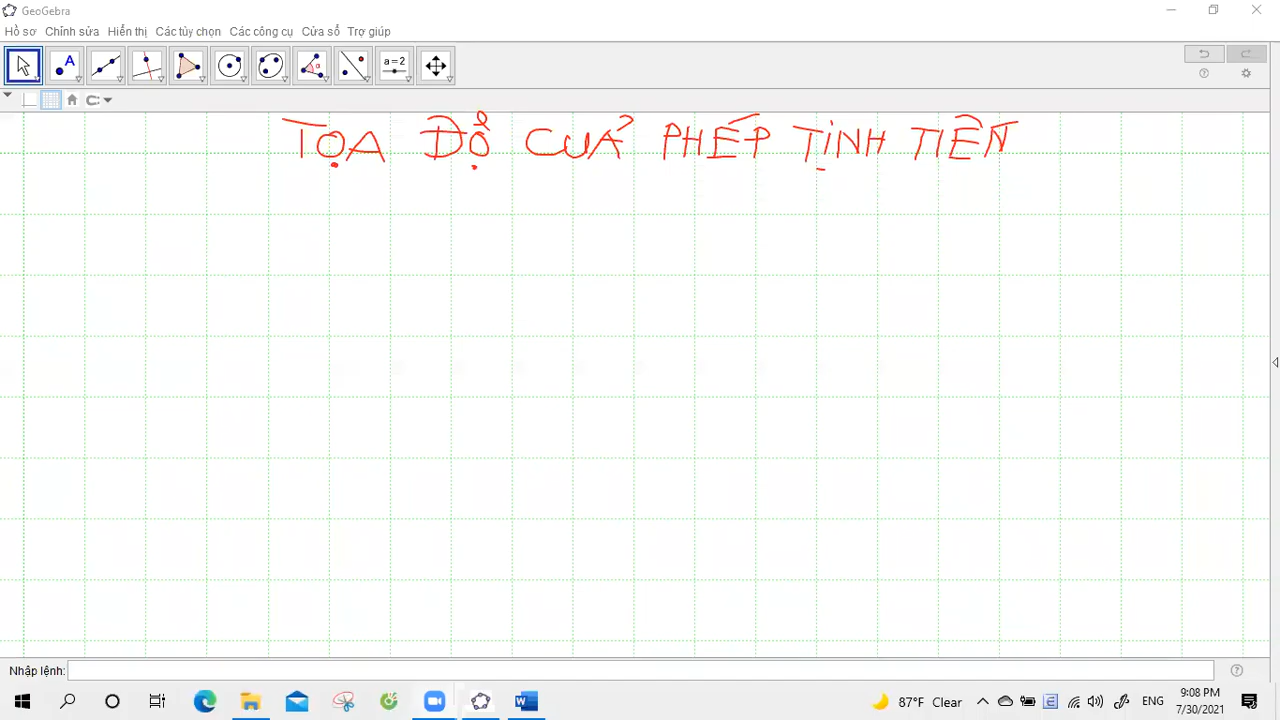 GeoGebra
Hồ sơ Chỉnh sửa Hiển thị Các tùy chọn Các công cụ Cửa sổ Trợ giúp
A a=2
TỌA ĐỘ CUẢ PHÉP TỊNH TIẾN
Nhập lệnh:
87°F Clear ENG 9:08 PM
7/30/2021